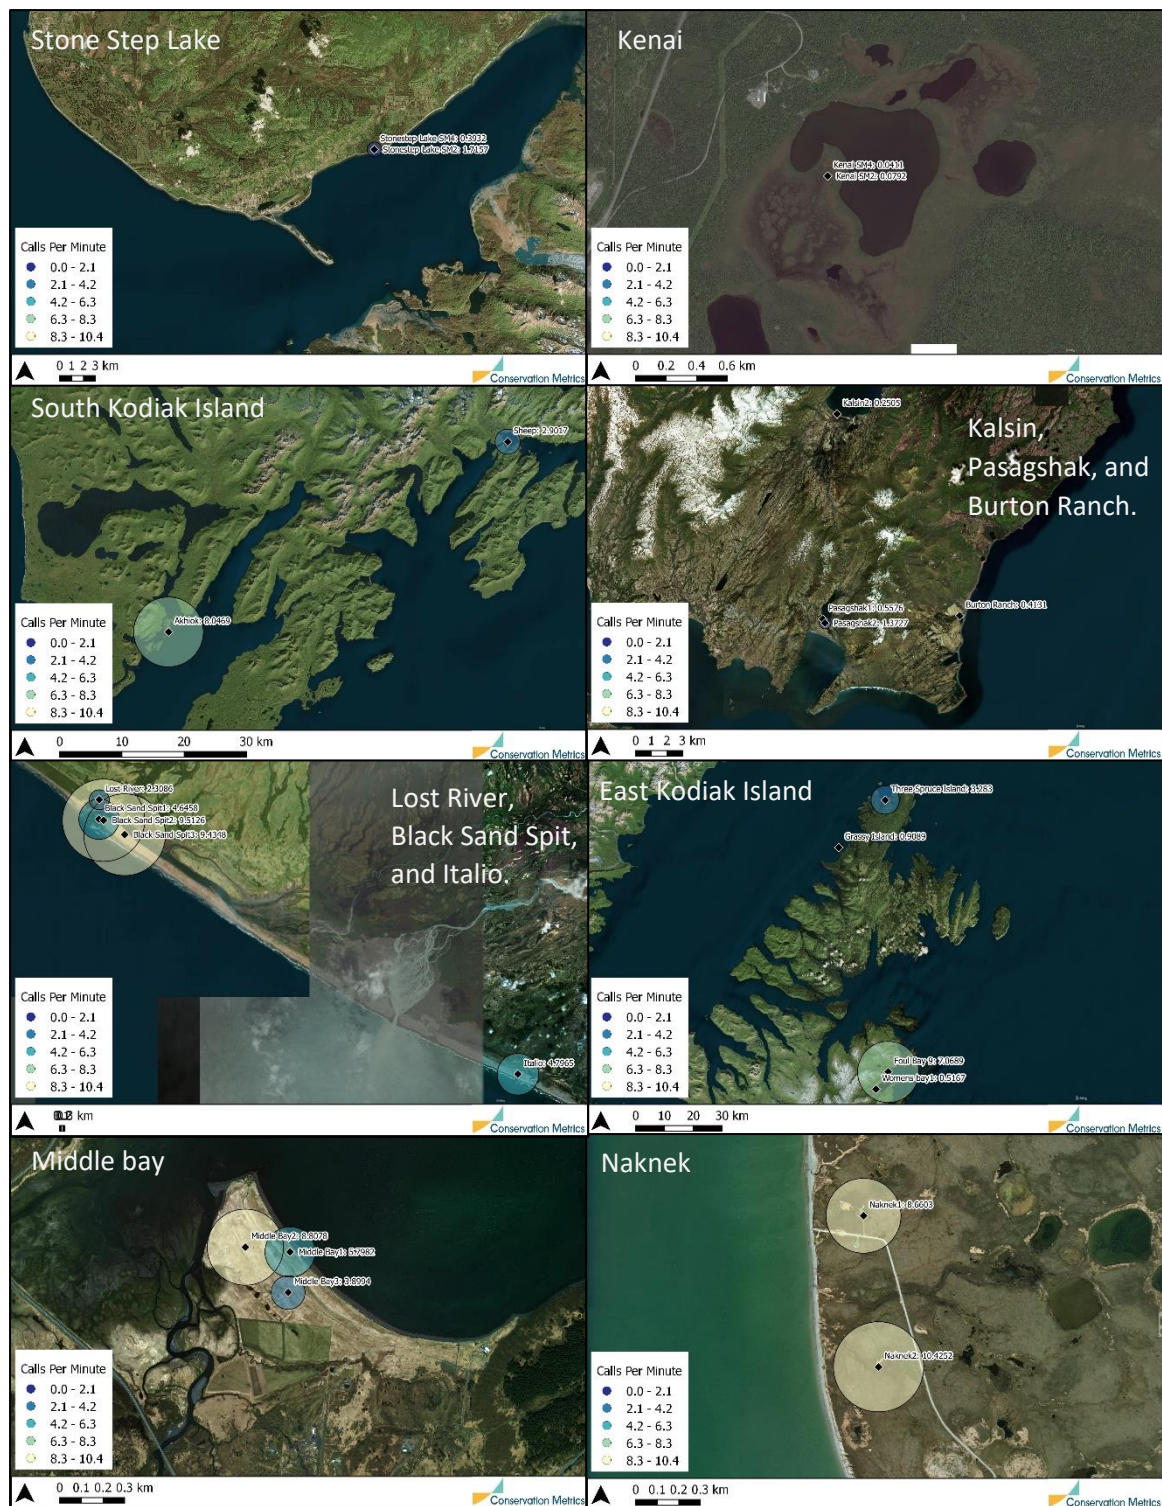 Stone Step Lake
Stonestep Lake SM4: 0.3932
Stonestep Lake SM2: 1.7157
Calls Per Minute
0.0 - 2.1
2.1 - 4.2
4.2 - 6.3
6.3 - 8.3
8.3 - 10.4
0 1 2 3 km
Conservation Metrics
Kenai
Kenai SM4: 0.0411
Kenai SM2: 0.0792
Calls Per Minute
0.0 - 2.1
2.1 - 4.2
4.2 - 6.3
6.3 - 8.3
8.3 - 10.4
0 0.2 0.4 0.6 km
Conservation Metrics
South Kodiak Island
Sheep: 2.9017
Akhiok: 8.0469
Calls Per Minute
0.0 - 2.1
2.1 - 4.2
4.2 - 6.3
6.3 - 8.3
8.3 - 10.4
0 10 20 30 km
Conservation Metrics
Kalsin2: 0.2505
Kalsin,
Pasagshak, and
Burton Ranch.
Pasagshak1: 0.5576
Pasagshak2: 1.3727
Burton Ranch: 0.4131
Calls Per Minute
0.0 - 2.1
2.1 - 4.2
4.2 - 6.3
6.3 - 8.3
8.3 - 10.4
0 1 2 3 km
Conservation Metrics
Lost River,
Black Sand Spit,
and Italio.
Lost River: 2.3086
Black Sand Spit1: 4.6458
Black Sand Spit2: 9.5126
Black Sand Spit3: 9.4348
Italio: 4.7965
Calls Per Minute
0.0 - 2.1
2.1 - 4.2
4.2 - 6.3
6.3 - 8.3
8.3 - 10.4
km
Conservation Metrics
East Kodiak Island
Three Spruce Island: 3.283
Grassy Island: 0.9089
Foul Bay 9: 7.0689
Womens bay1: 0.5167
Calls Per Minute
0.0 - 2.1
2.1 - 4.2
4.2 - 6.3
6.3 - 8.3
8.3 - 10.4
0 10 20 30 km
Conservation Metrics
Middle bay
Middle Bay2: 8.8078
Middle Bay1: 5.7982
Middle Bay3: 3.8994
Calls Per Minute
0.0 - 2.1
2.1 - 4.2
4.2 - 6.3
6.3 - 8.3
8.3 - 10.4
0 0.1 0.2 0.3 km
Conservation Metrics
Naknek
Naknek1: 8.6603
Naknek2: 10.4252
Calls Per Minute
0.0 - 2.1
2.1 - 4.2
4.2 - 6.3
6.3 - 8.3
8.3 - 10.4
0 0.1 0.2 0.3 km
Conservation Metrics